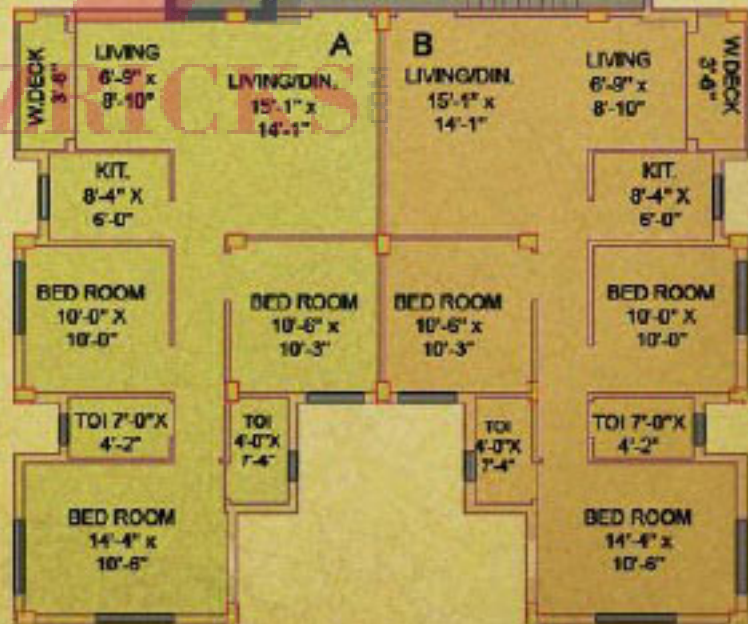 A
B
W.DECK
3'-6"
LIVING
6'-9" x
8'-10"
LIVING/DIN.
15'-1" x
14'-1"
LIVING/DIN.
15'-1" x
14'-1"
LIVING
6'-9" x
8'-10"
W.DECK
3'-6"
ZRICKS
.COM
KIT.
8'-4" X
6'-0"
KIT.
8'-4" X
6'-0"
BED ROOM
10'-0" X
10'-0"
BED ROOM
10'-6" x
10'-3"
BED ROOM
10'-6" x
10'-3"
BED ROOM
10'-0" X
10'-0"
TOI 7'-0"X
4'-2"
TOI
4'-0"X
7'-4"
TOI
4'-0"X
7'-4"
TOI 7'-0"X
4'-2"
BED ROOM
14'-4" x
10'-6"
BED ROOM
14'-4" x
10'-6"